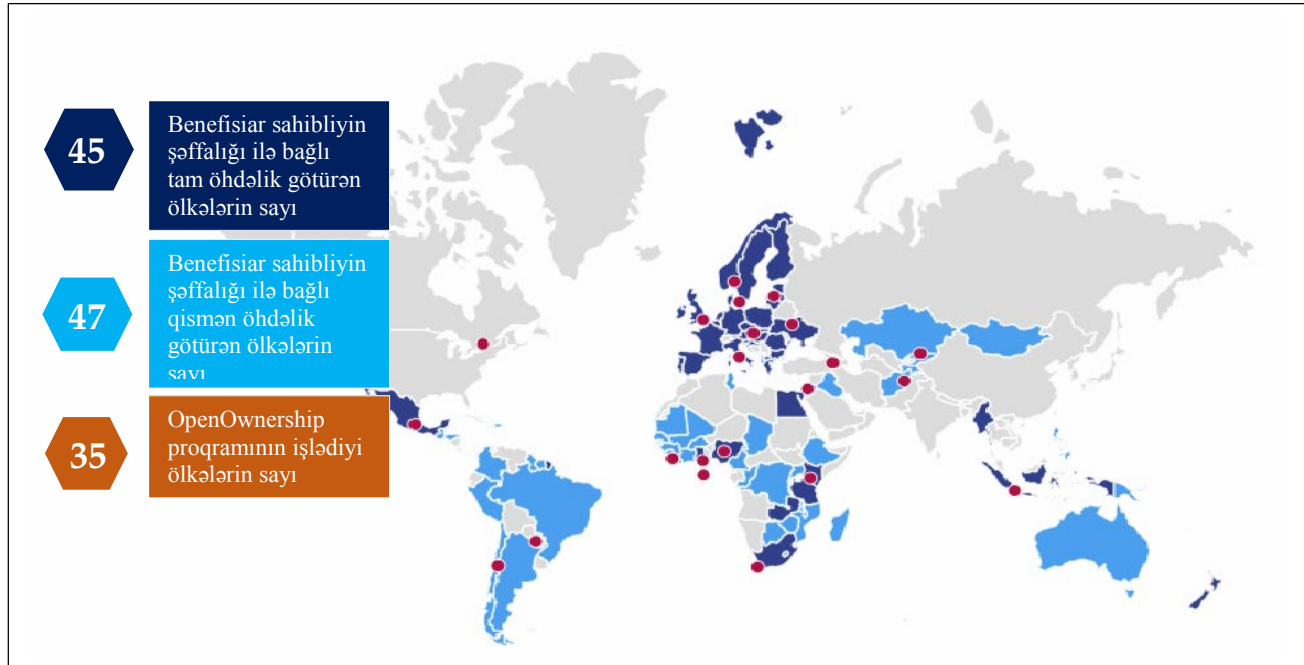 45
Benefisiar sahibliyin
şəffalığı ilə bağlı
tam öhdəlik götürən
ölkələrin sayı
47
Benefisiar sahibliyin
şəffalığı ilə bağlı
qismən öhdəlik
götürən ölkələrin
sayı
35
OpenOwnership
proqramının işlədiyi
ölkələrin sayı